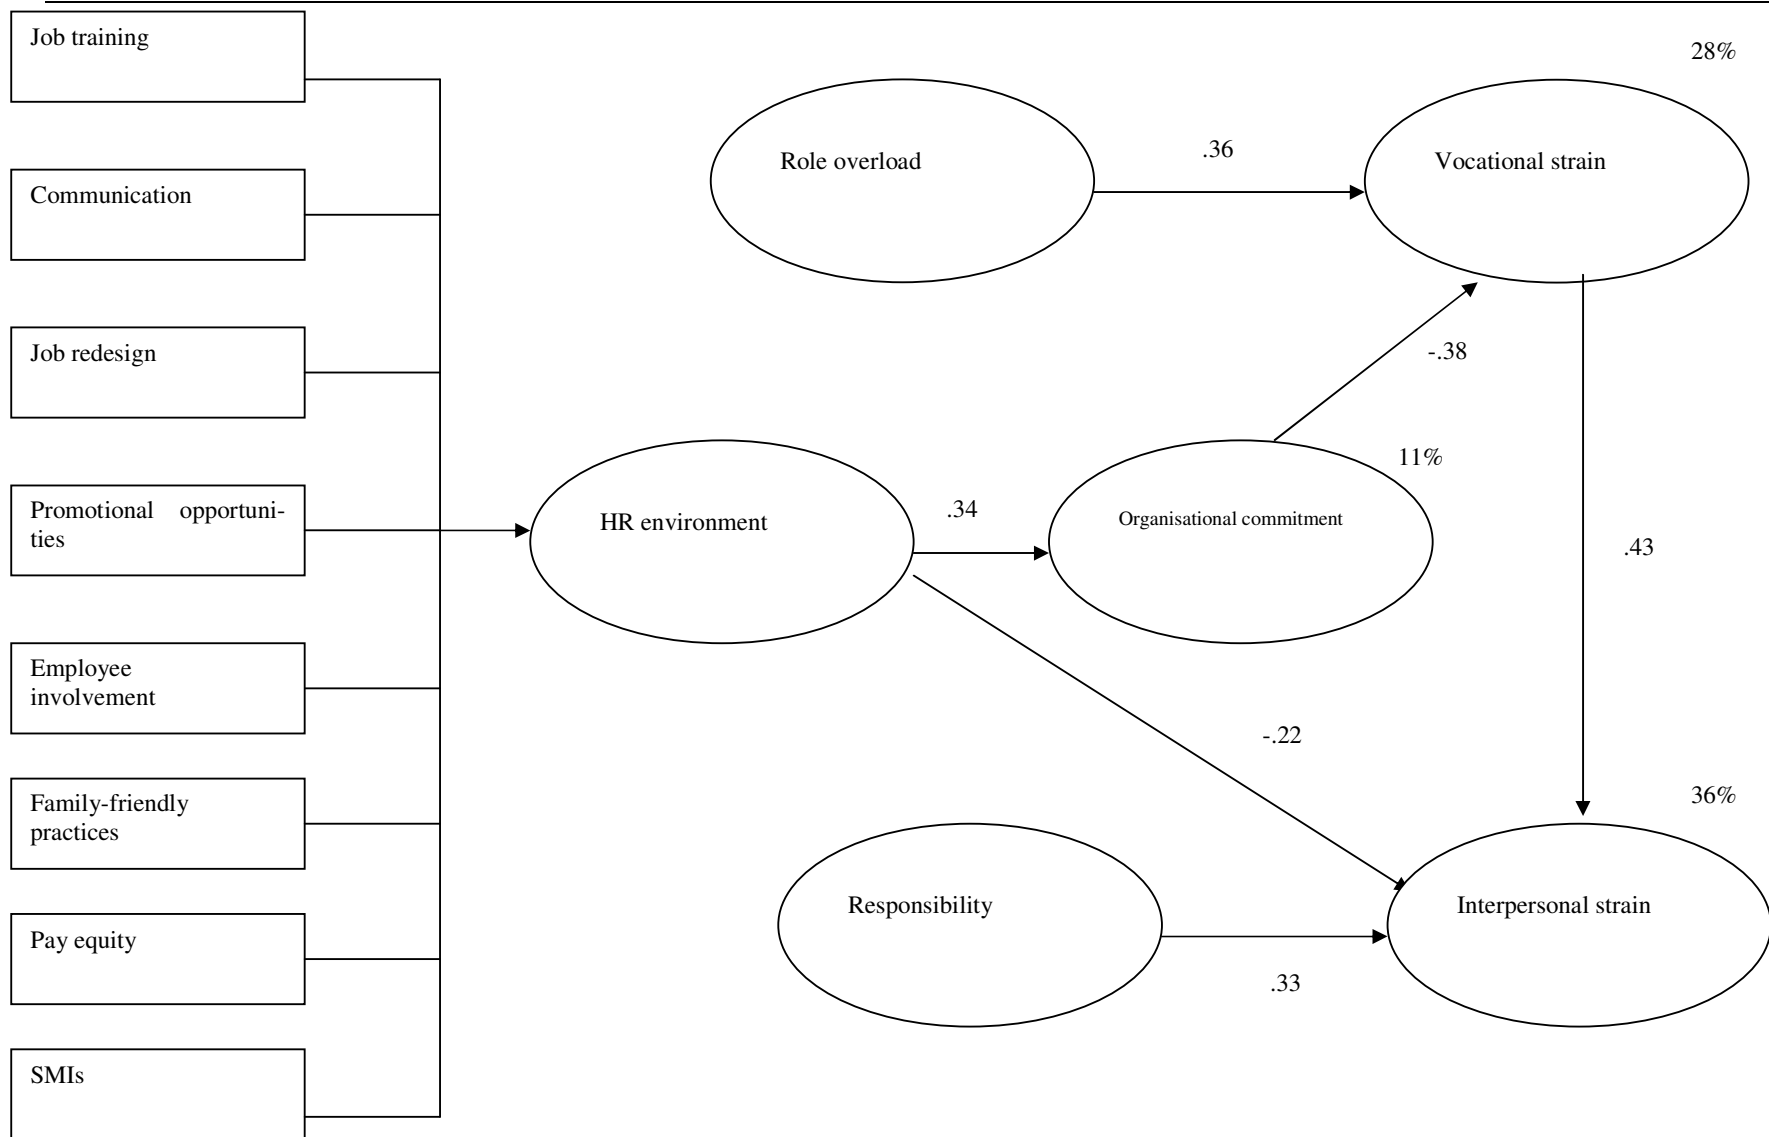 Job training
28%
Role overload
.36
Vocational strain
Communication
Job redesign
-.38
11%
Promotional opportuni-
ties
HR environment
.34
Organisational commitment
.43
Employee
involvement
-.22
Family-friendly
practices
36%
Responsibility
Interpersonal strain
Pay equity
.33
SMIs